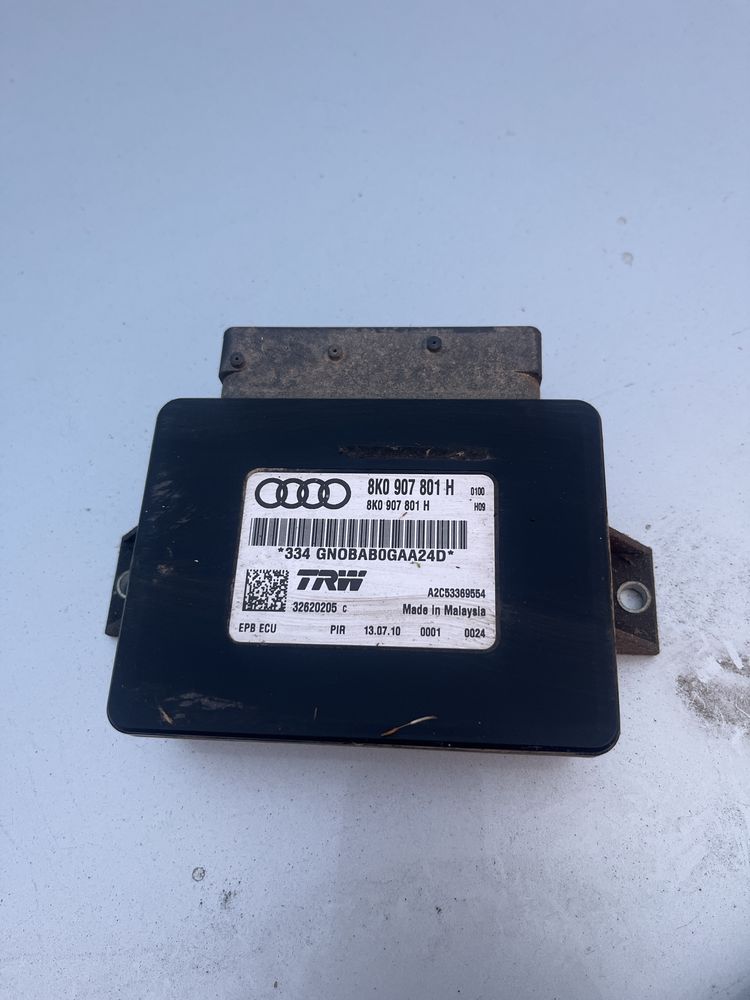 8K0 907 801 H 0100
8K0 907 801 H H09
*334 GNOBAB0GAA24D*
TRW A2C53369554
32620205 C Made in Malaysia
EPB ECU PIR 13.07.10 0001 0024